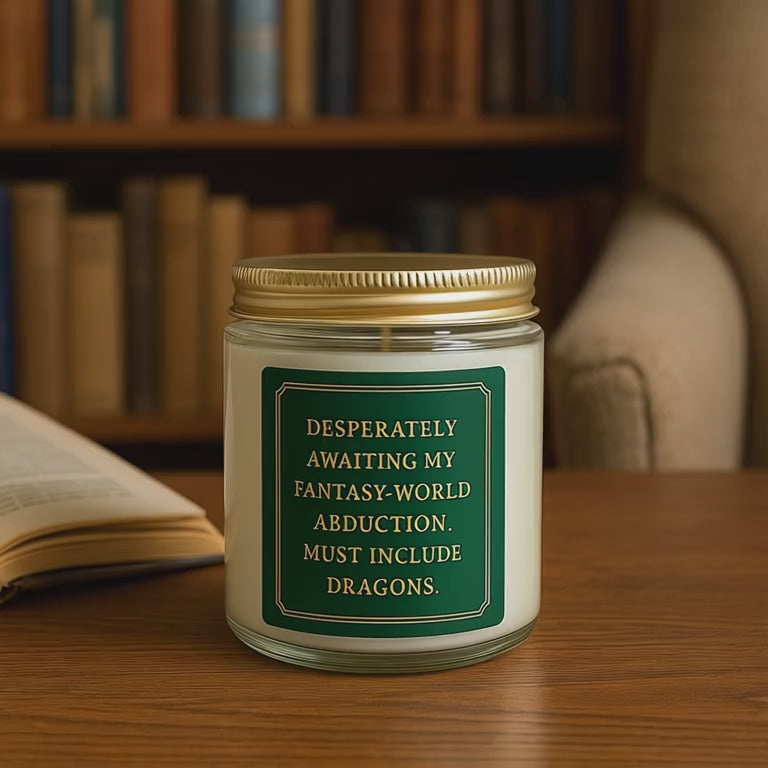 DESPERATELY
AWAITING MY
FANTASY-WORLD
ABDUCTION.
MUST INCLUDE
DRAGONS.